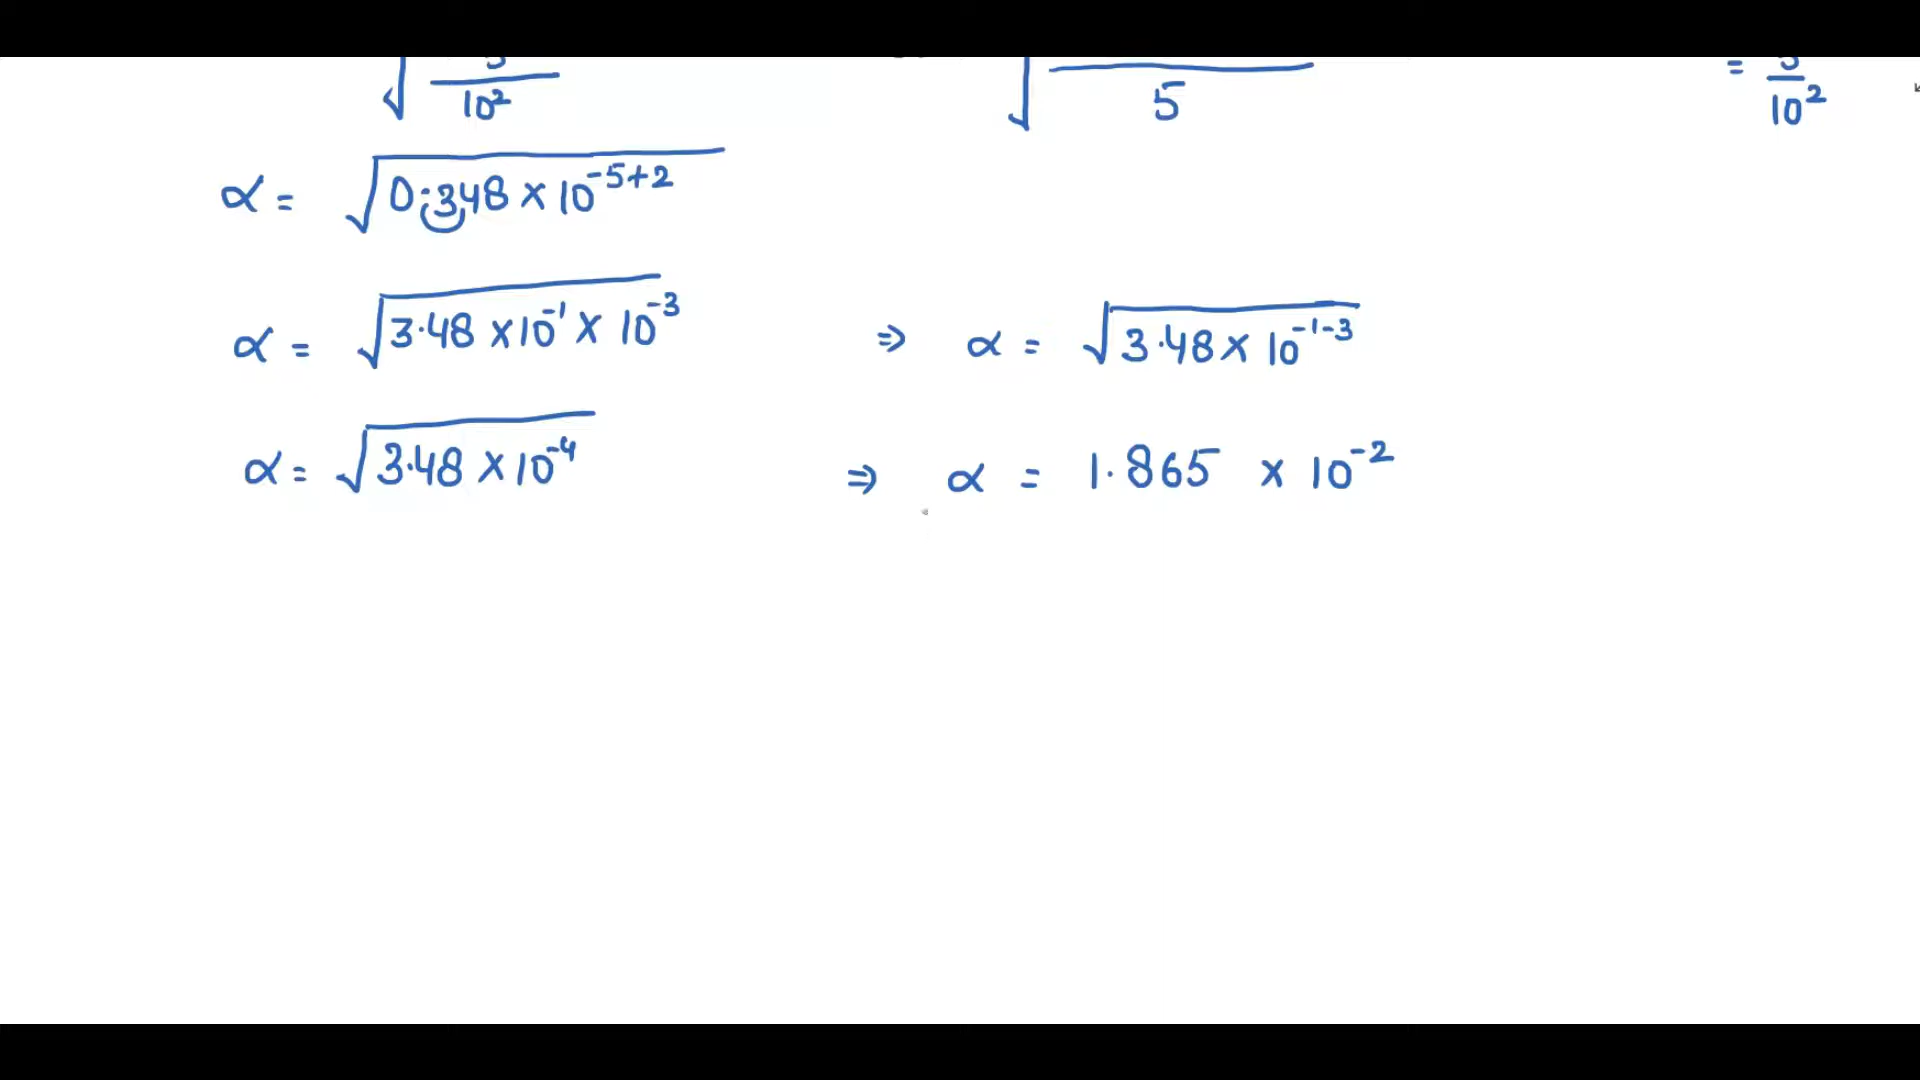 √ 10² √ 5 = 10²
α = √0.348 × 10⁻⁵⁺²
α = √3.48 × 10⁻¹ × 10⁻³ ⇒ α = √3.48 × 10⁻¹⁻³
α = √3.48 × 10⁻⁴ ⇒ α = 1.865 × 10⁻²